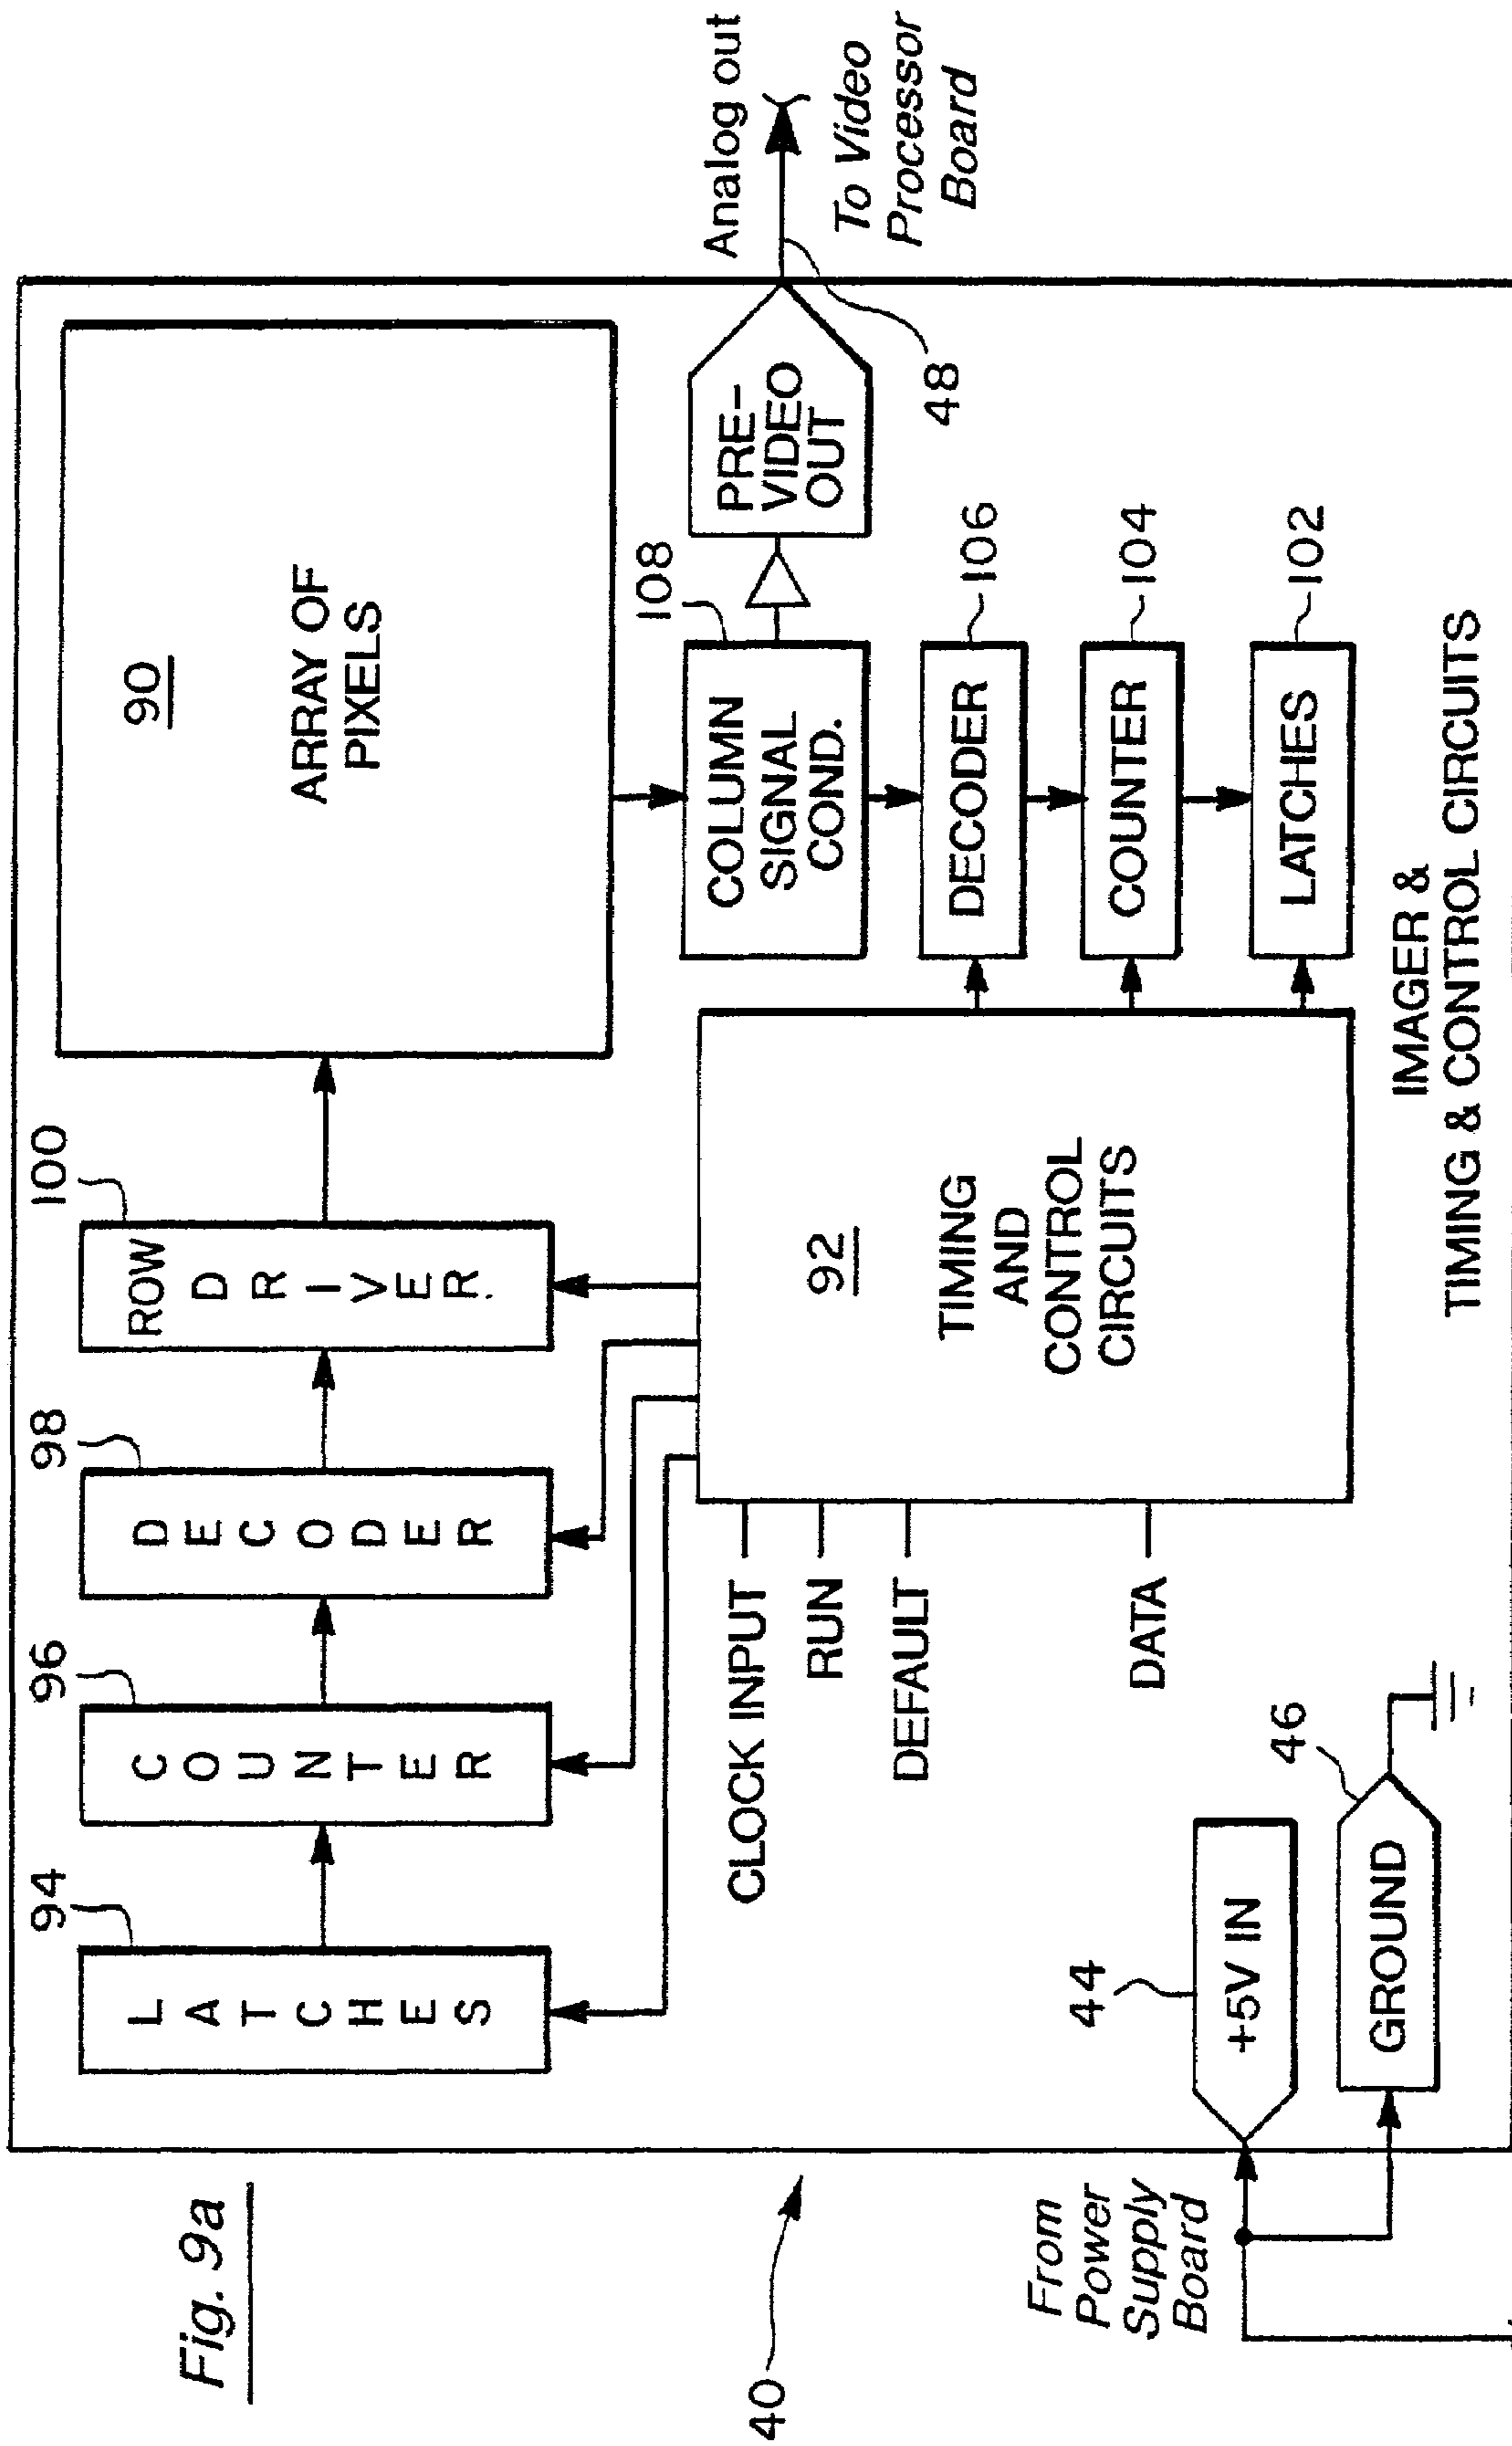 Fig. 9a
40
94
LATCHES
96
COUNTER
98
DECODER
100
ROW
DRIVER.
90
ARRAY OF
PIXELS
92
TIMING
AND
CONTROL
CIRCUITS
CLOCK INPUT
RUN
DEFAULT
DATA
108
COLUMN
SIGNAL
COND.
PRE-
VIDEO
OUT
48
Analog out
To Video
Processor
Board
DECODER
106
COUNTER
104
LATCHES
102
From
Power
Supply
Board
44
+5V IN
46
GROUND
IMAGER &
TIMING & CONTROL CIRCUITS